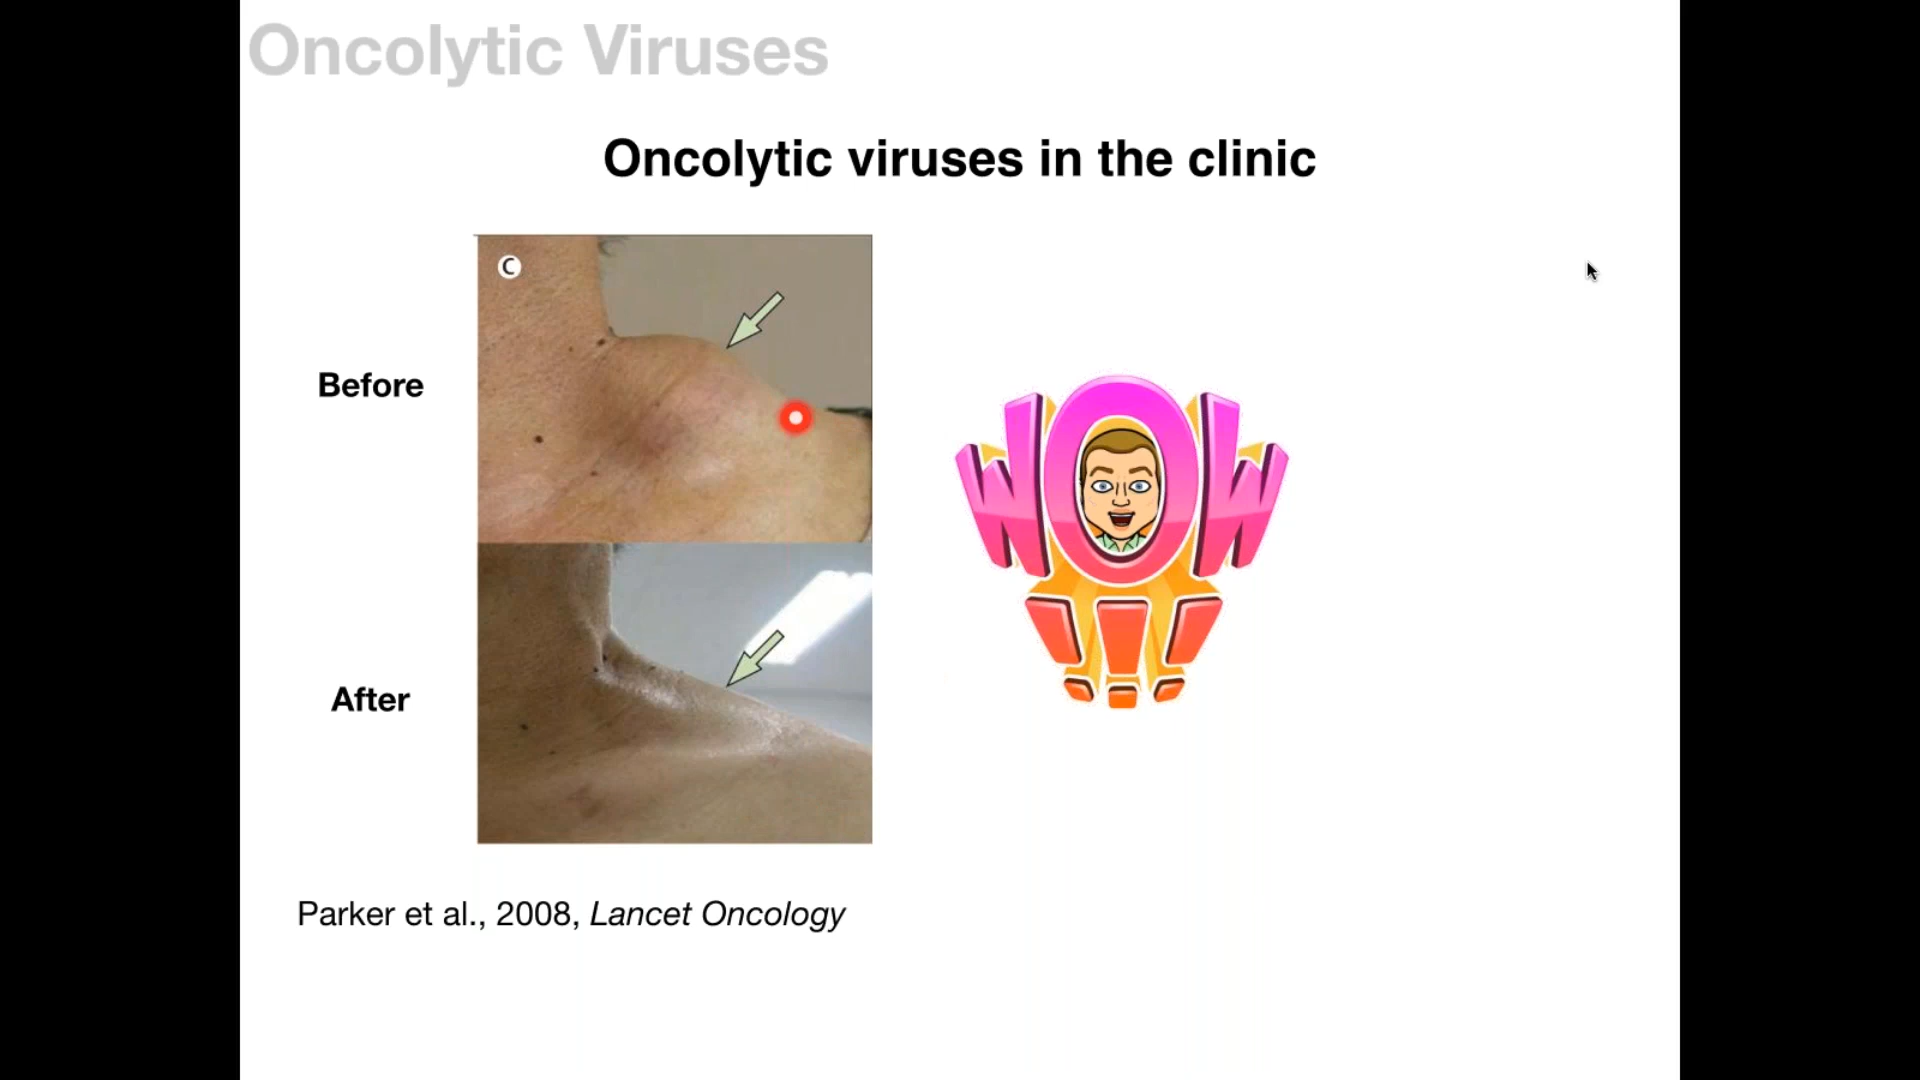 Oncolytic Viruses
Oncolytic viruses in the clinic
C
Before
WOW
!!!
After
Parker et al., 2008, Lancet Oncology